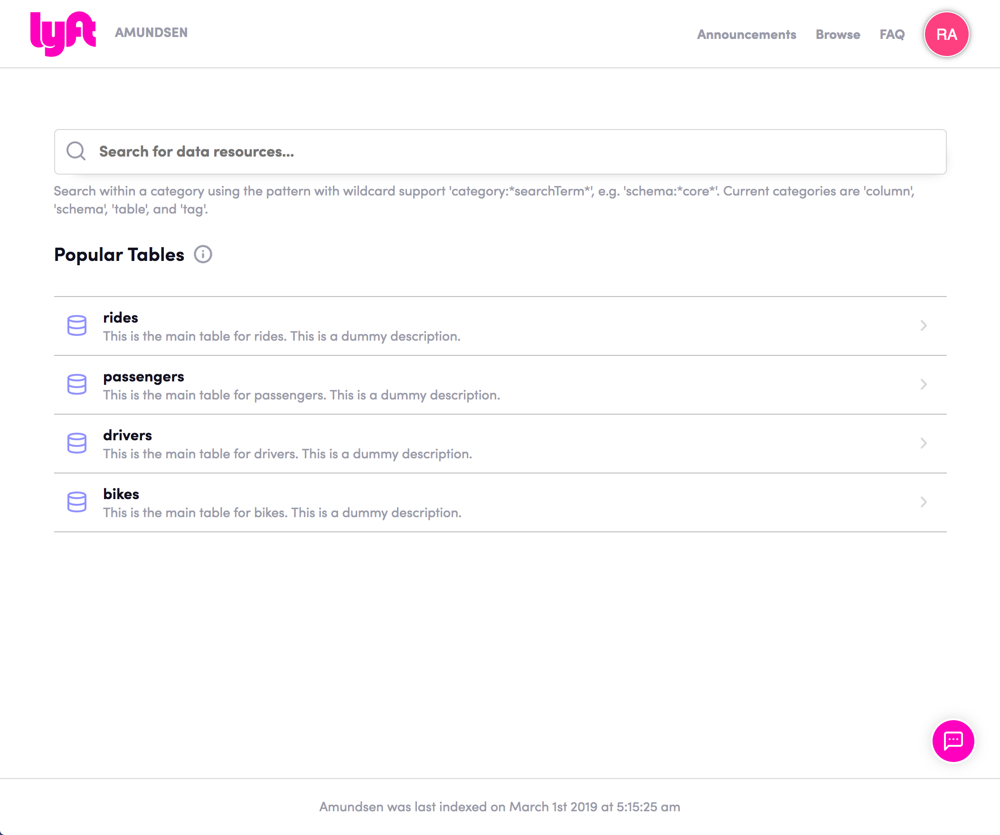 lyft
AMUNDSEN
Announcements
Browse
FAQ
RA
Search for data resources...
Search within a category using the pattern with wildcard support 'category:*searchTerm*', e.g. 'schema:*core*'. Current categories are 'column',
'schema', 'table', and 'tag'.
Popular Tables
rides
This is the main table for rides. This is a dummy description.
passengers
This is the main table for passengers. This is a dummy description.
drivers
This is the main table for drivers. This is a dummy description.
bikes
This is the main table for bikes. This is a dummy description.
Amundsen was last indexed on March 1st 2019 at 5:15:25 am